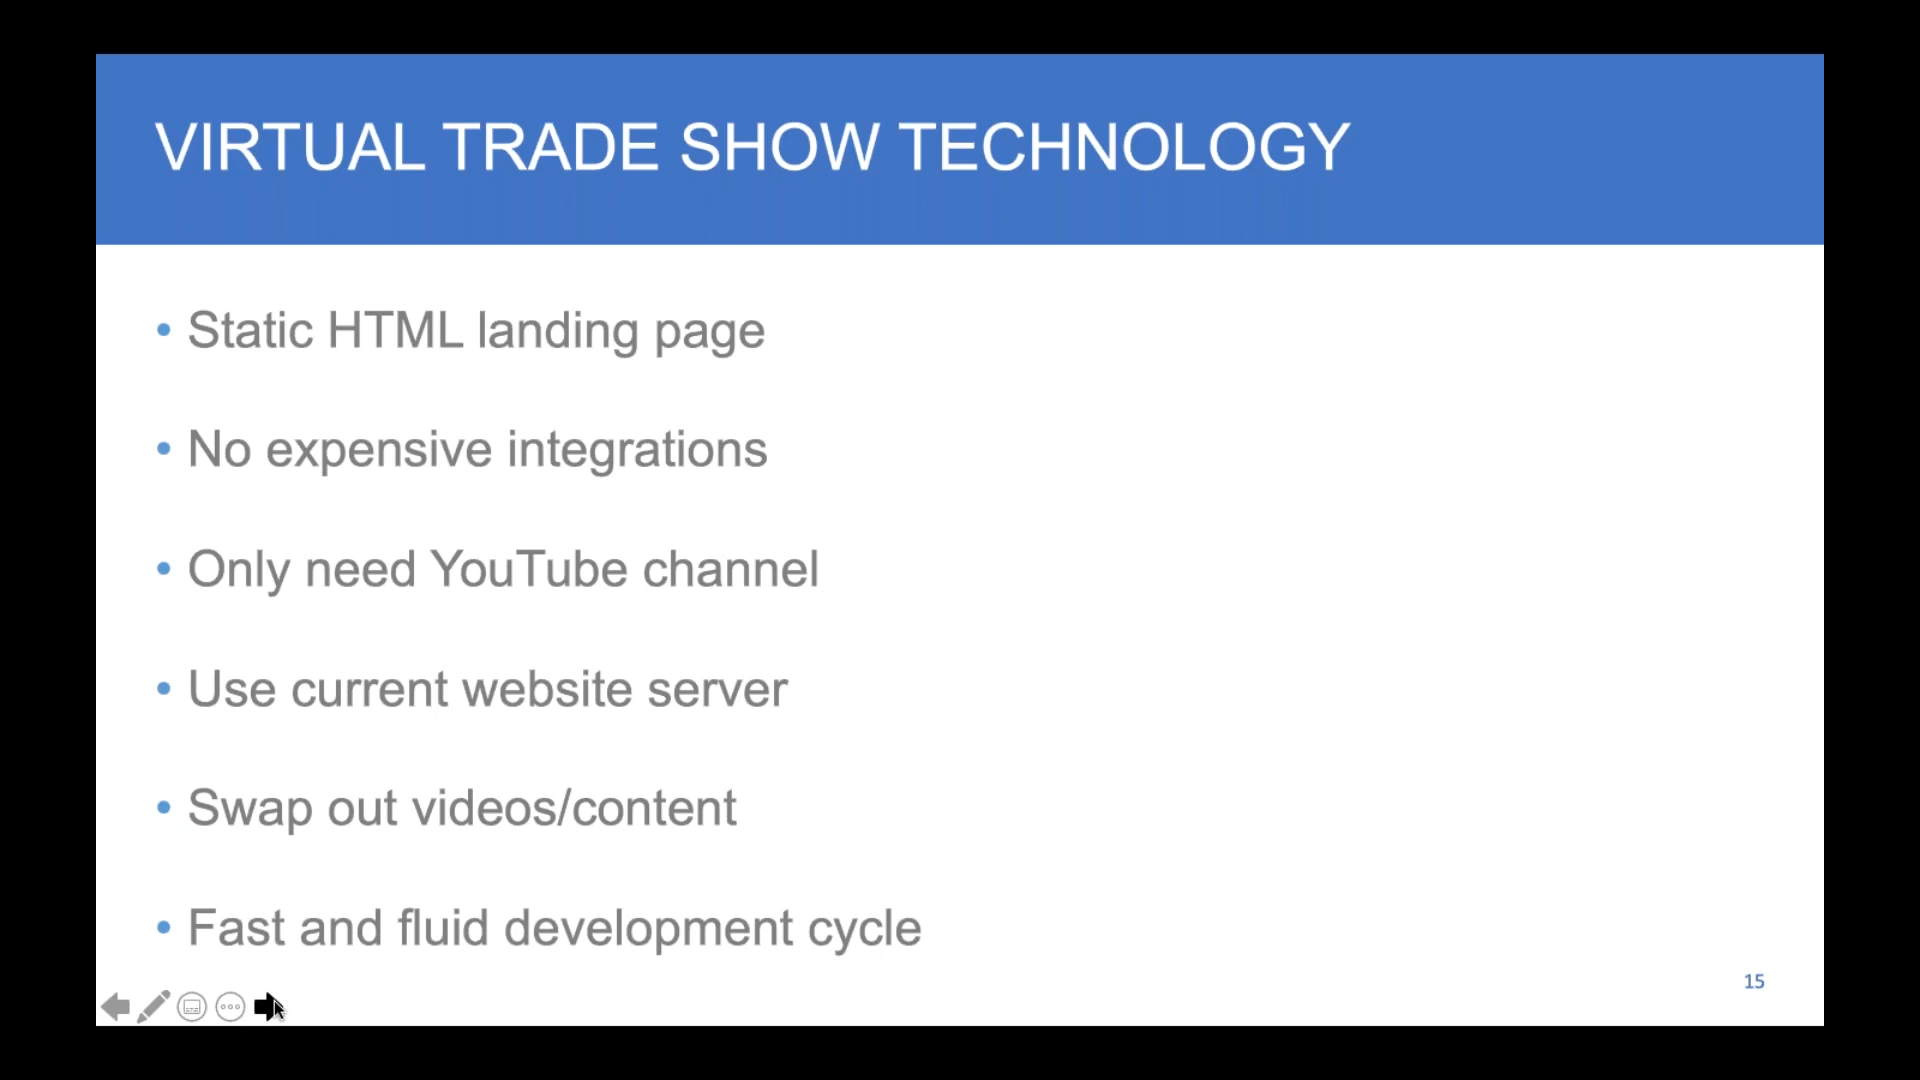 VIRTUAL TRADE SHOW TECHNOLOGY
• Static HTML landing page
• No expensive integrations
• Only need YouTube channel
• Use current website server
• Swap out videos/content
• Fast and fluid development cycle
15